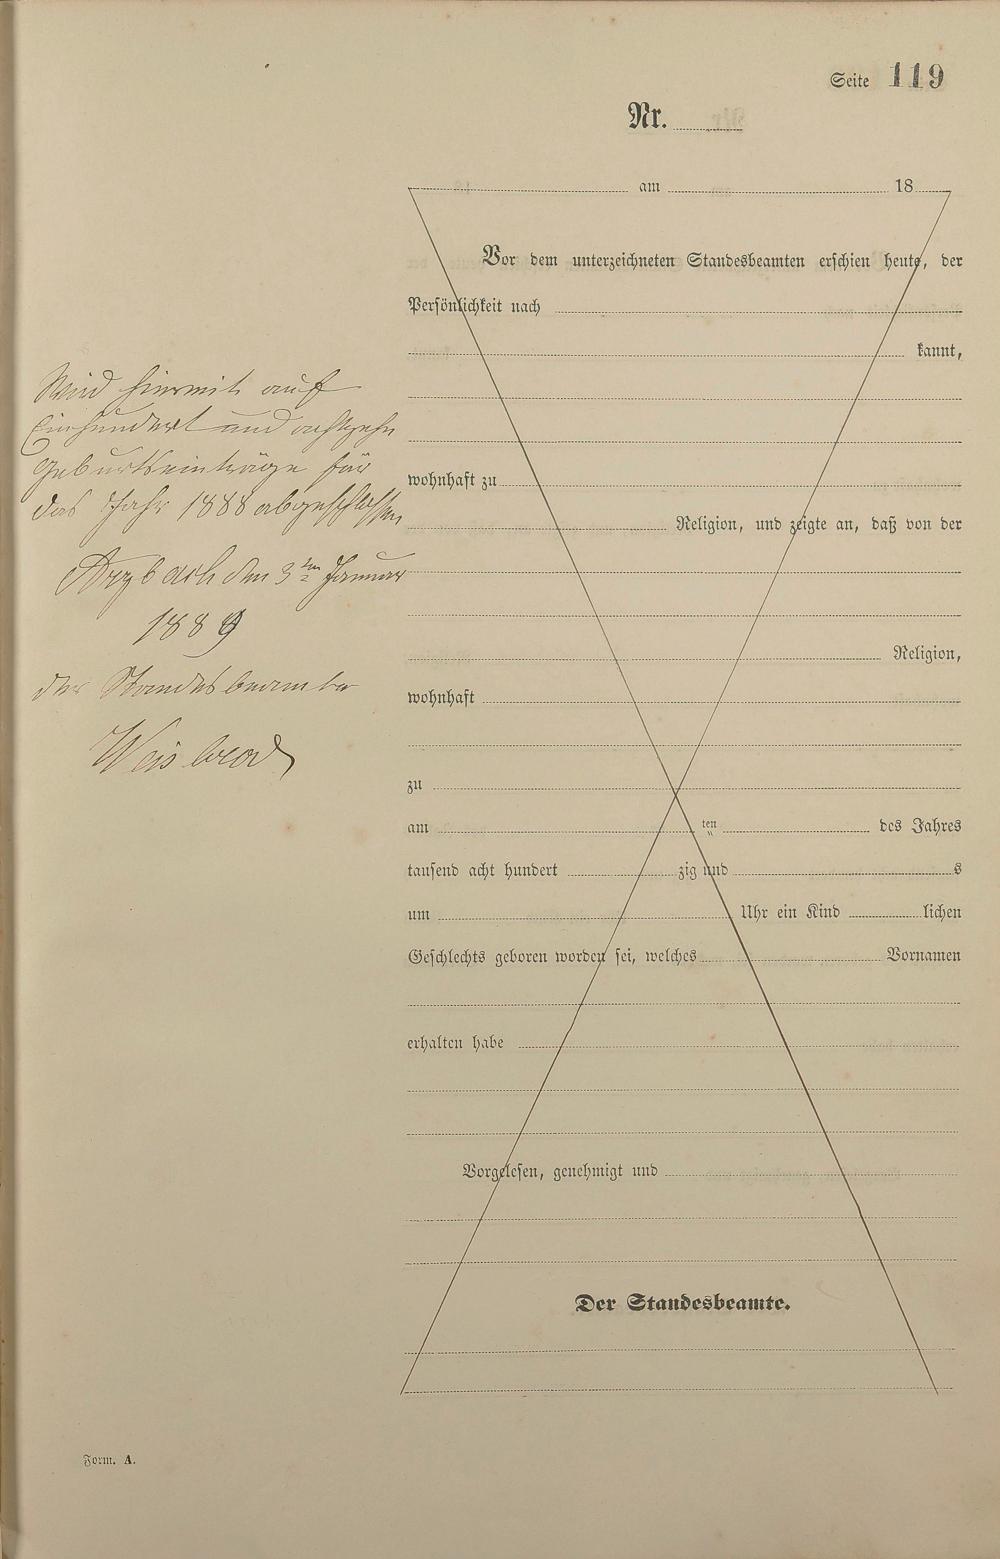 Seite 119
Nr.
am 18
Vor dem unterzeichneten Standesbeamten erschien heute, der
Persönlichkeit nach
kannt,
wohnhaft zu
Religion, und zeigte an, daß von der
Religion,
wohnhaft
zu
am ten des Jahres
tausend acht hundert zig und s
um Uhr ein Kind lichen
Geschlechts geboren worden sei, welches Vornamen
erhalten habe
Vorgelesen, genehmigt und
Der Standesbeamte.
Wird hiermit auf
Einhundert und achtzehn
Geburtseinträge für
das Jahr 1888 abgeschlossen
Arzbach den 3ten Januar
1889
der Standesbeamte
Weisbrod
Form. A.